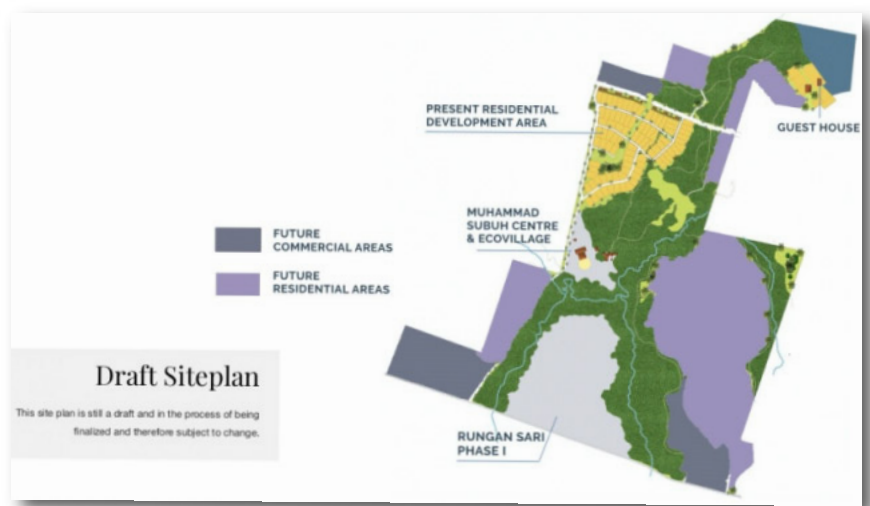 PRESENT RESIDENTIAL
DEVELOPMENT AREA
GUEST HOUSE
MUHAMMAD
SUBUH CENTRE
& ECOVILLAGE
FUTURE
COMMERCIAL AREAS
FUTURE
RESIDENTIAL AREAS
Draft Siteplan
This site plan is still a draft and in the process of being
finalized and therefore subject to change.
RUNGAN SARI
PHASE I